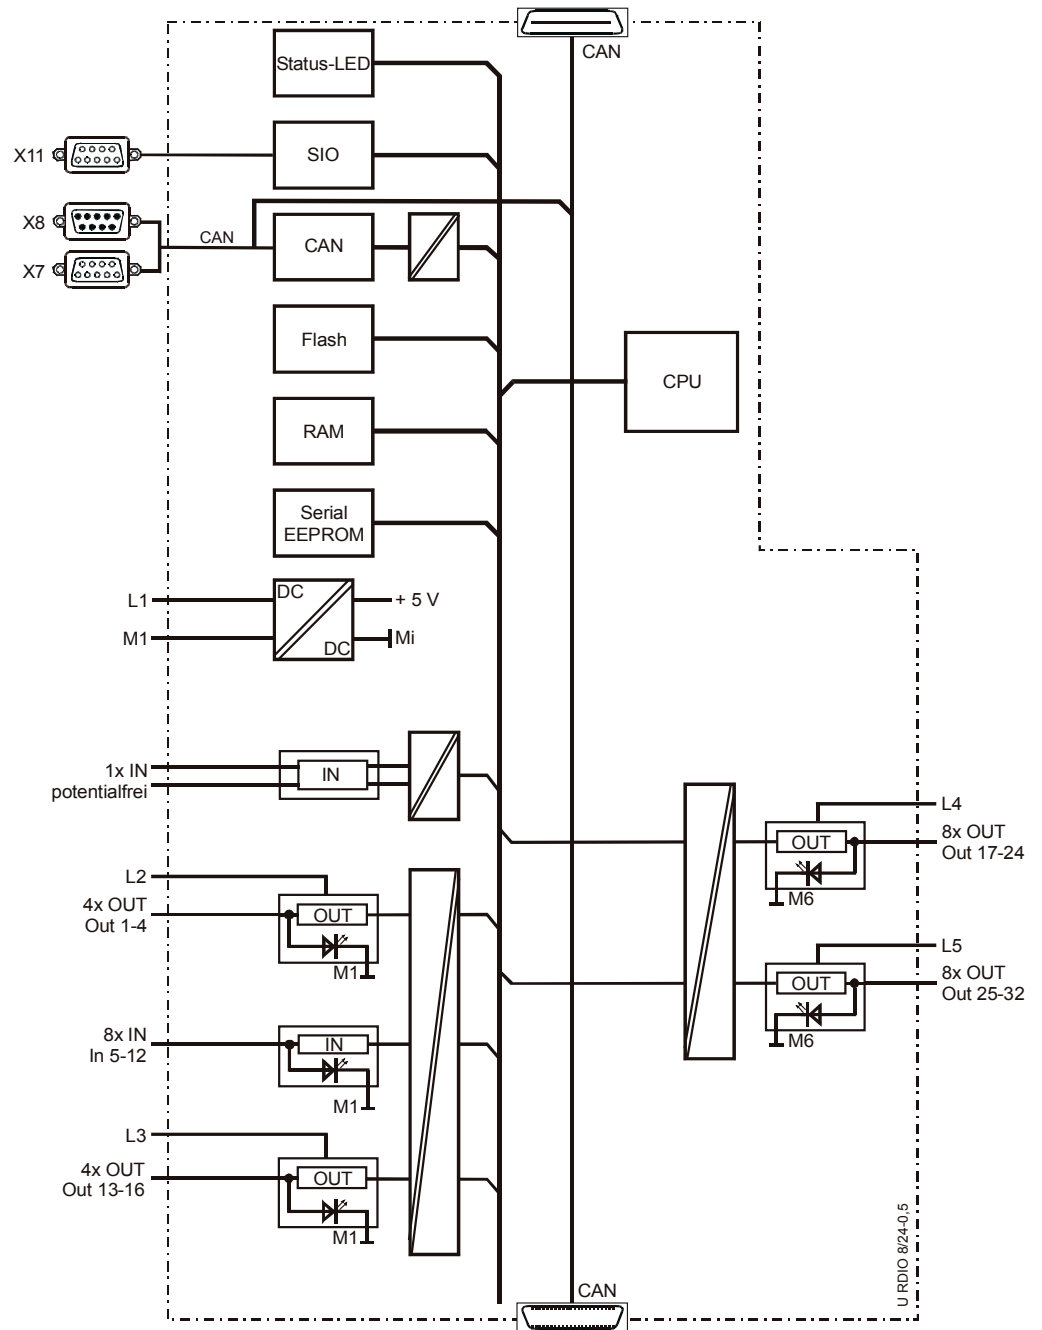 CAN
Status-LED
X11
SIO
X8
CAN
CAN
X7
Flash
CPU
RAM
Serial
EEPROM
L1
DC
+ 5 V
M1
DC
Mi
1x IN
potentialfrei
IN
L4
OUT
8x OUT
Out 17-24
M6
L2
4x OUT
Out 1-4
OUT
M1
L5
OUT
8x OUT
Out 25-32
M6
8x IN
In 5-12
IN
M1
L3
4x OUT
Out 13-16
OUT
M1
U RDIO 8/24-0,5
CAN